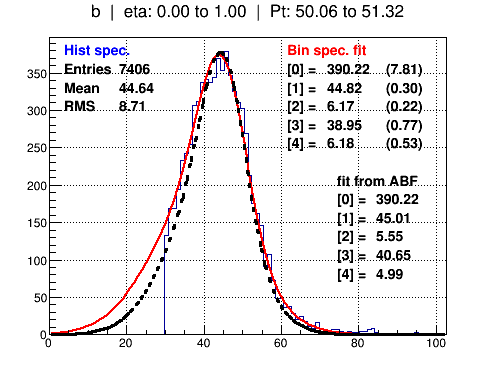 b | eta: 0.00 to 1.00 | Pt: 50.06 to 51.32
Hist spec.
Entries 7406
Mean 44.64
RMS 8.71
Bin spec. fit
[0] = 390.22 (7.81)
[1] = 44.82 (0.30)
[2] = 6.17 (0.22)
[3] = 38.95 (0.77)
[4] = 6.18 (0.53)
fit from ABF
[0] = 390.22
[1] = 45.01
[2] = 5.55
[3] = 40.65
[4] = 4.99
350
300
250
200
150
100
50
0
0 20 40 60 80 100